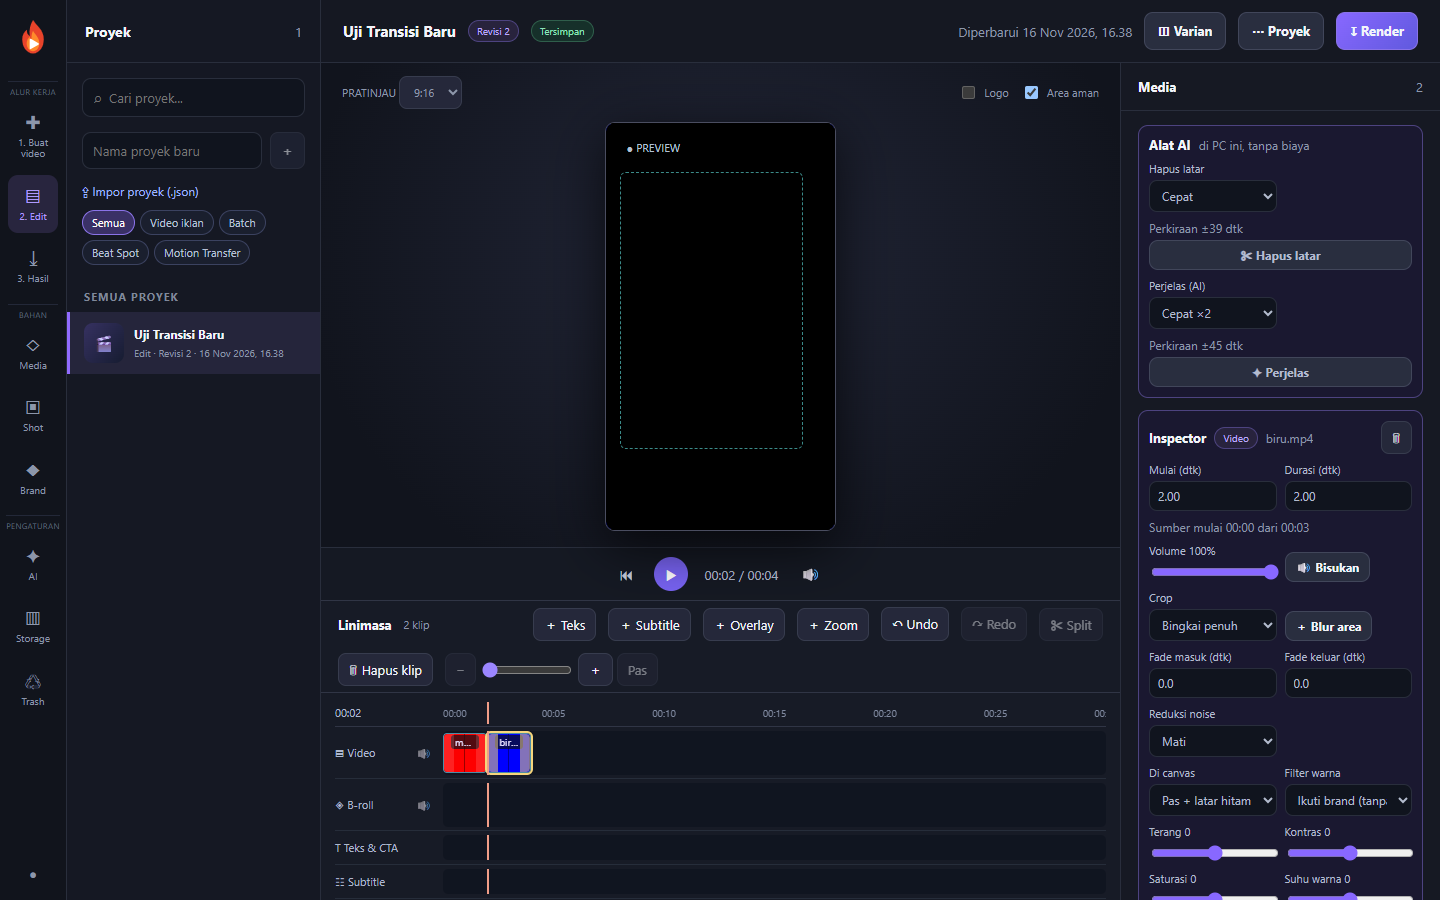 ALUR KERJA
1. Buat video
2. Edit
3. Hasil
BAHAN
Media
Shot
Brand
PENGATURAN
AI
Storage
Trash
Proyek 1
Cari proyek...
Nama proyek baru +
Impor proyek (.json)
Semua Video iklan Batch
Beat Spot Motion Transfer
SEMUA PROYEK
Uji Transisi Baru
Edit · Revisi 2 · 16 Nov 2026, 16.38
Uji Transisi Baru Revisi 2 Tersimpan
Diperbarui 16 Nov 2026, 16.38 Varian ··· Proyek Render
PRATINJAU 9:16 Logo Area aman
● PREVIEW
00:02 / 00:04
Linimasa 2 klip + Teks + Subtitle + Overlay + Zoom Undo Redo Split
Hapus klip − + Pas
00:02 00:00 00:05 00:10 00:15 00:20 00:25 00:
Video m... bir...
B-roll
T Teks & CTA
Subtitle
Media 2
Alat AI di PC ini, tanpa biaya
Hapus latar
Cepat
Perkiraan ±39 dtk
Hapus latar
Perjelas (AI)
Cepat ×2
Perkiraan ±45 dtk
Perjelas
Inspector Video biru.mp4
Mulai (dtk) Durasi (dtk)
2.00 2.00
Sumber mulai 00:00 dari 00:03
Volume 100%
Bisukan
Crop
Bingkai penuh + Blur area
Fade masuk (dtk) Fade keluar (dtk)
0.0 0.0
Reduksi noise
Mati
Di canvas Filter warna
Pas + latar hitam Ikuti brand (tanpa
Terang 0 Kontras 0
Saturasi 0 Suhu warna 0